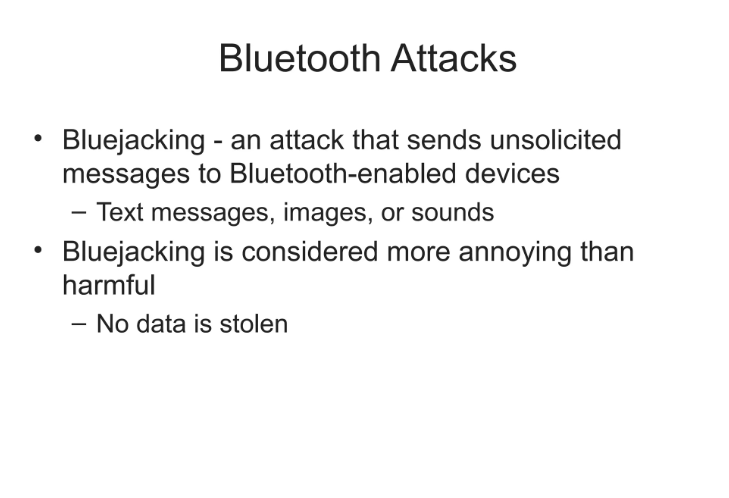 Bluetooth Attacks
• Bluejacking - an attack that sends unsolicited
messages to Bluetooth-enabled devices
– Text messages, images, or sounds
• Bluejacking is considered more annoying than
harmful
– No data is stolen